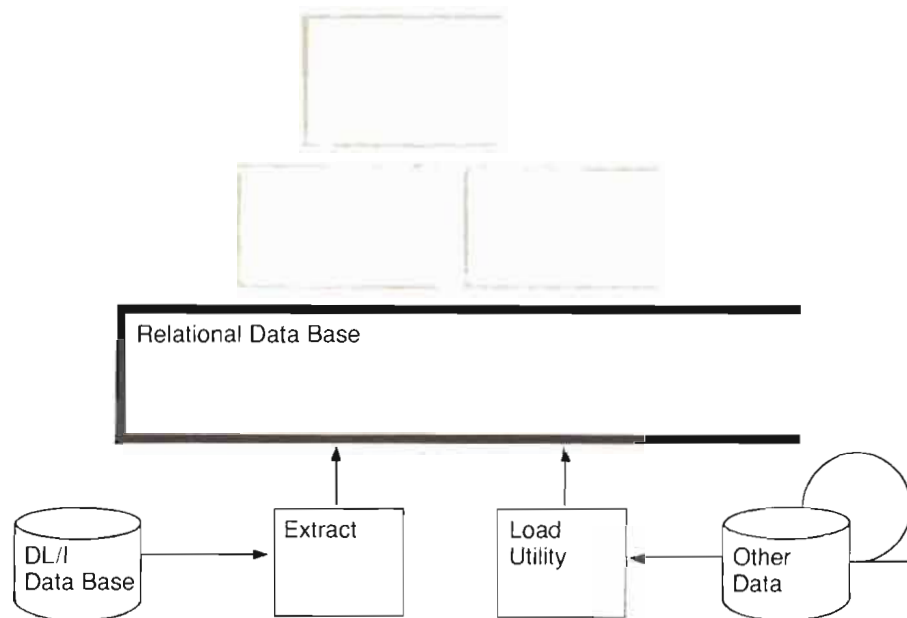 Relational Data Base
Extract
Load
Utility
DL/I
Data Base
Other
Data